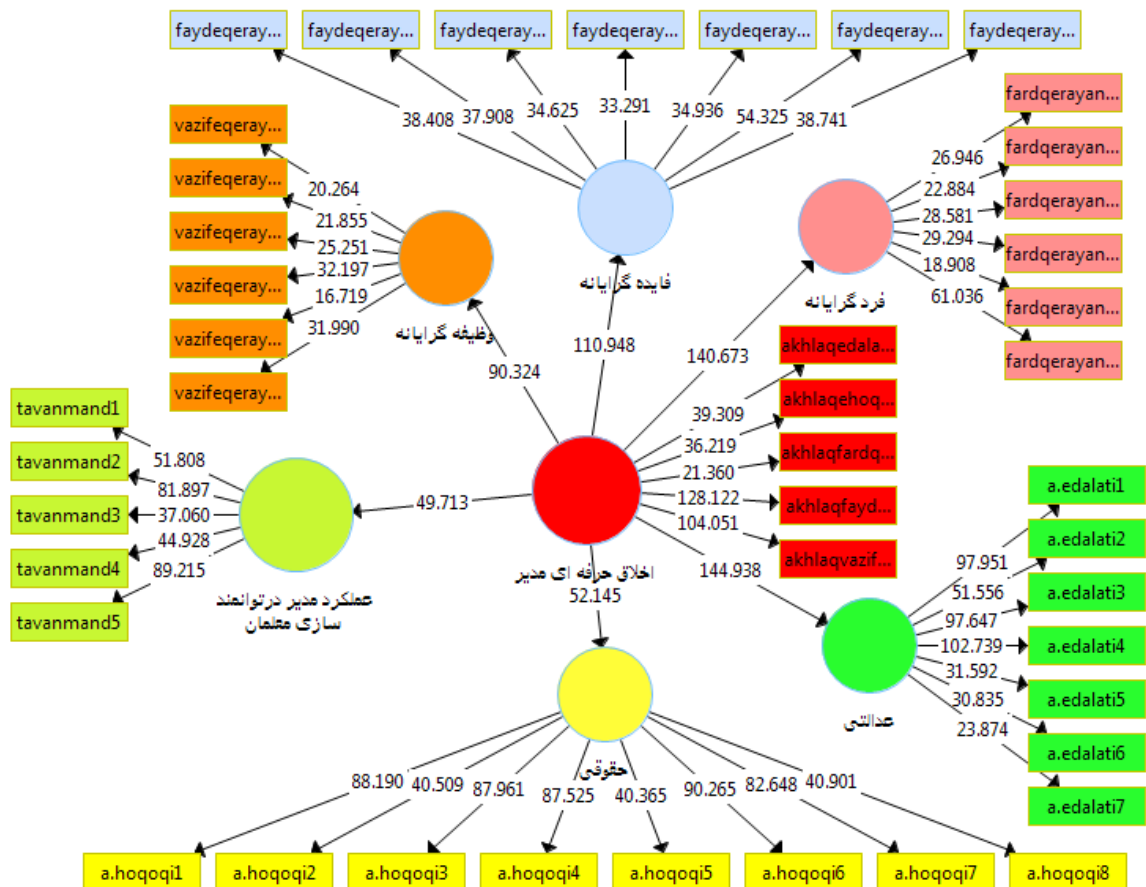 faydeqeray... faydeqeray... faydeqeray... faydeqeray... faydeqeray... faydeqeray... faydeqeray...
38.408 37.908 34.625 33.291 34.936 54.325 38.741
فایده گرایانه
vazifeqeray...
vazifeqeray...
vazifeqeray...
vazifeqeray...
vazifeqeray...
vazifeqeray...
20.264
21.855
25.251
32.197
16.719
31.990
وظیفه گرایانه
fardqerayan...
fardqerayan...
fardqerayan...
fardqerayan...
fardqerayan...
fardqerayan...
26.946
22.884
28.581
29.294
18.908
61.036
فرد گرایانه
90.324
110.948
140.673
akhlaqedala...
akhlaqehoq...
akhlaqfardq...
akhlaqfayd...
akhlaqvazif...
39.309
36.219
21.360
128.122
104.051
اخلاق حرفه ای مدیر
49.713
52.145
144.938
tavanmand1
tavanmand2
tavanmand3
tavanmand4
tavanmand5
51.808
81.897
37.060
44.928
89.215
عملکرد مدیر درتوانمند
سازی معلمان
a.edalati1
a.edalati2
a.edalati3
a.edalati4
a.edalati5
a.edalati6
a.edalati7
97.951
51.556
97.647
102.739
31.592
30.835
23.874
عدالتی
حقوقی
88.190 40.509 87.961 87.525 40.365 90.265 82.648 40.901
a.hoqoqi1 a.hoqoqi2 a.hoqoqi3 a.hoqoqi4 a.hoqoqi5 a.hoqoqi6 a.hoqoqi7 a.hoqoqi8